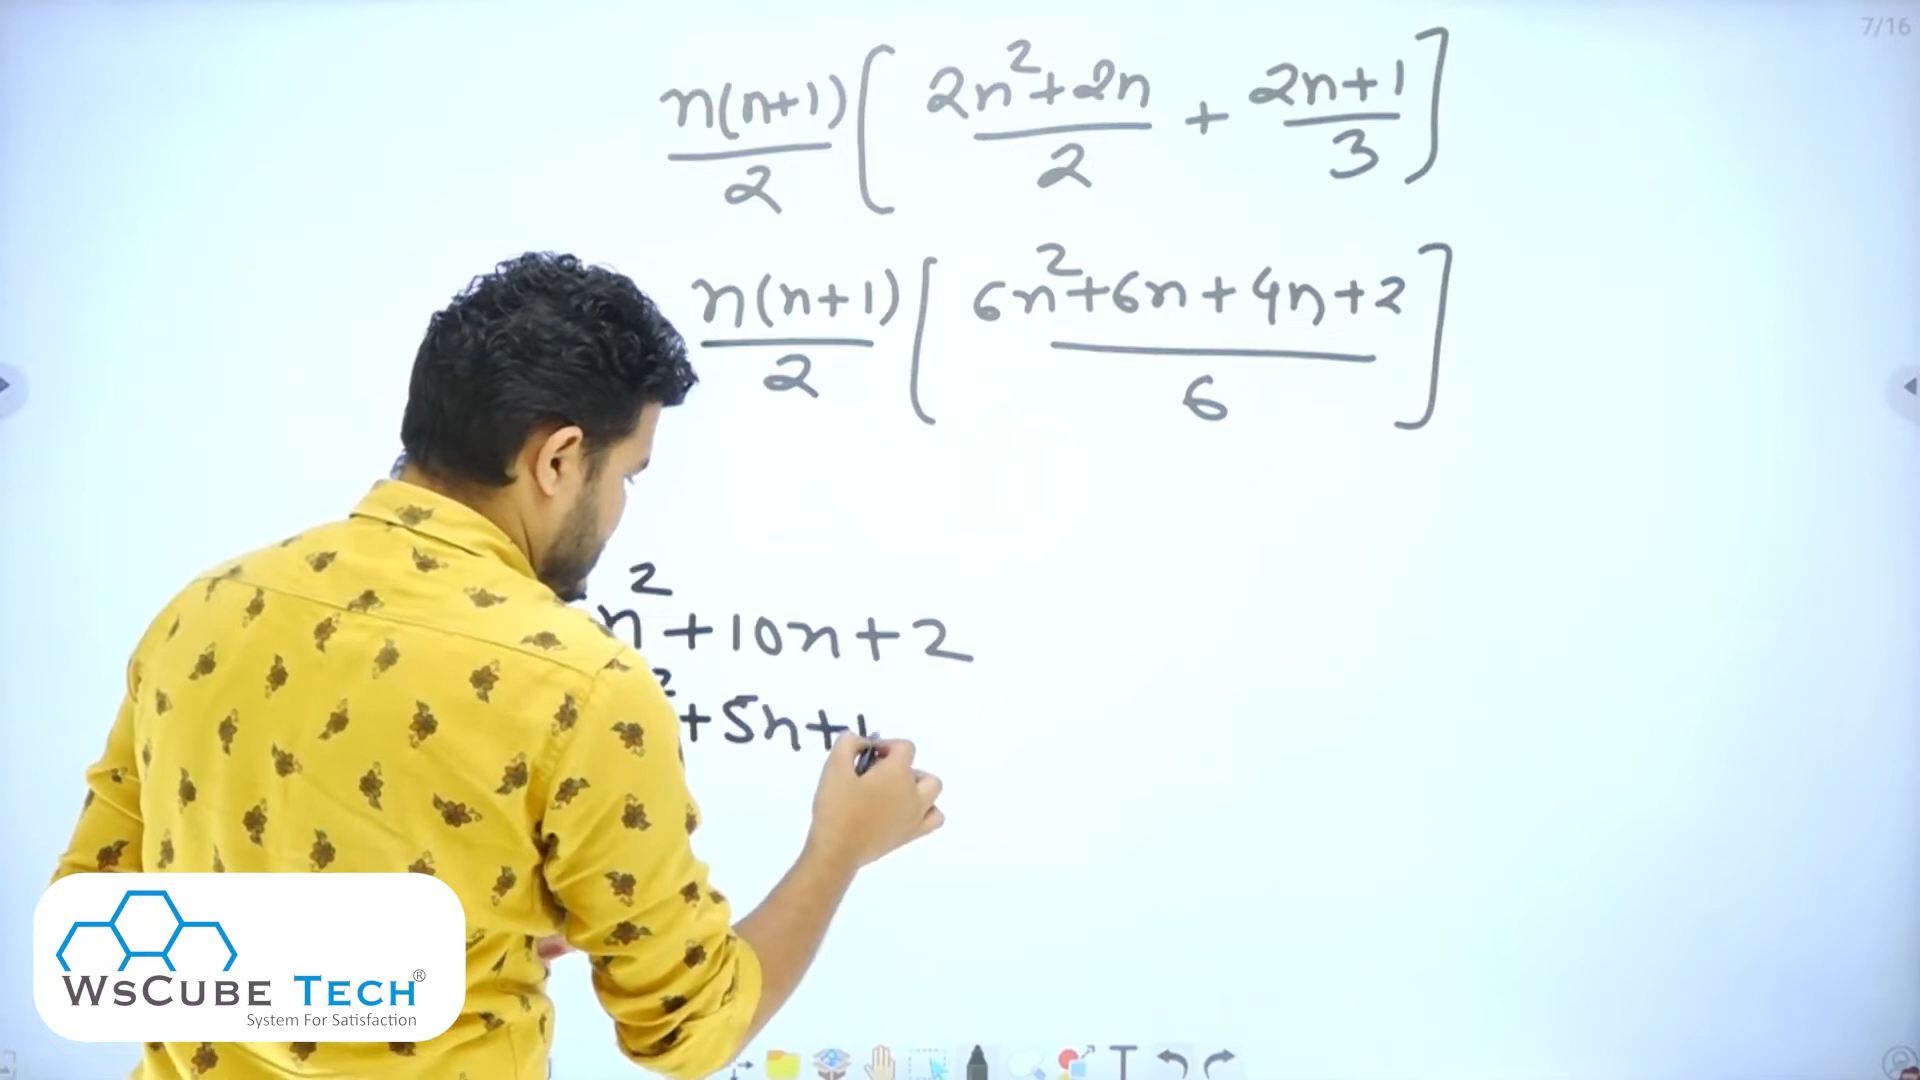 7/16
n(n+1)/2 [ 2n²+2n/2 + 2n+1/3 ]
n(n+1)/2 [ 6n²+6n+4n+2/6 ]
n²+10n+2
²+5n+1
WsCube Tech®
System For Satisfaction